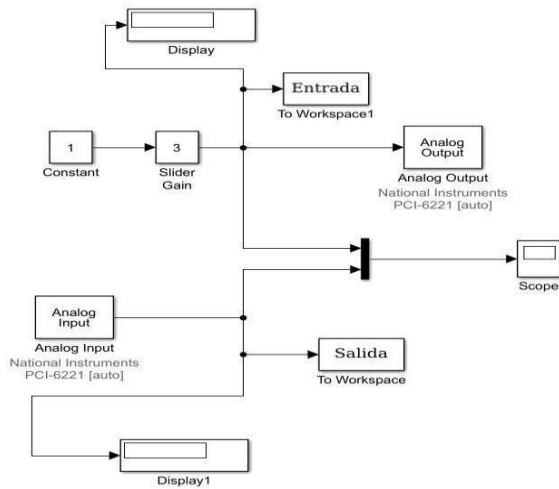 Display
Entrada
To Workspace1
1
Constant
3
Slider
Gain
Analog
Output
Analog Output
National Instruments
PCI-6221 [auto]
Scope
Analog
Input
Analog Input
National Instruments
PCI-6221 [auto]
Salida
To Workspace
Display1